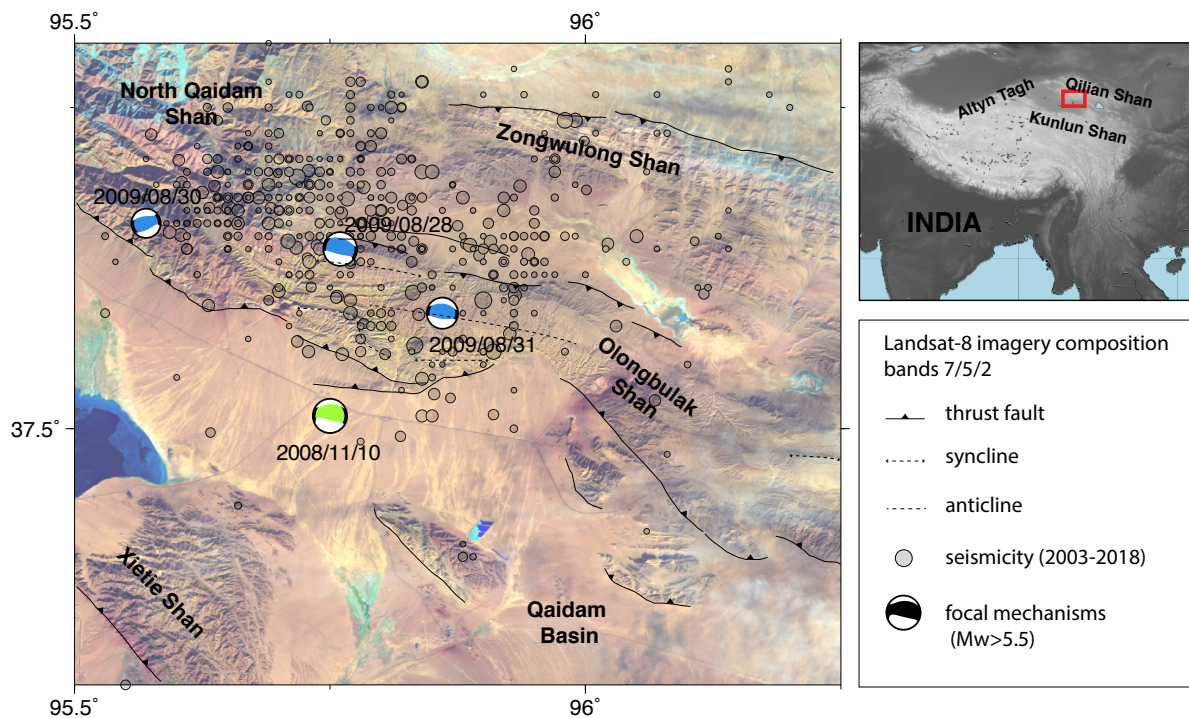 95.5˚
96˚
North Qaidam
Shan
Zongwulong Shan
2009/08/30
2009/08/28
2009/08/31
Olongbulak
Shan
37.5˚
2008/11/10
Xietie Shan
Qaidam
Basin
95.5˚
96˚
Altyn Tagh
Qilian Shan
Kunlun Shan
INDIA
Landsat-8 imagery composition
bands 7/5/2
thrust fault
syncline
anticline
seismicity (2003-2018)
focal mechanisms
(Mw>5.5)